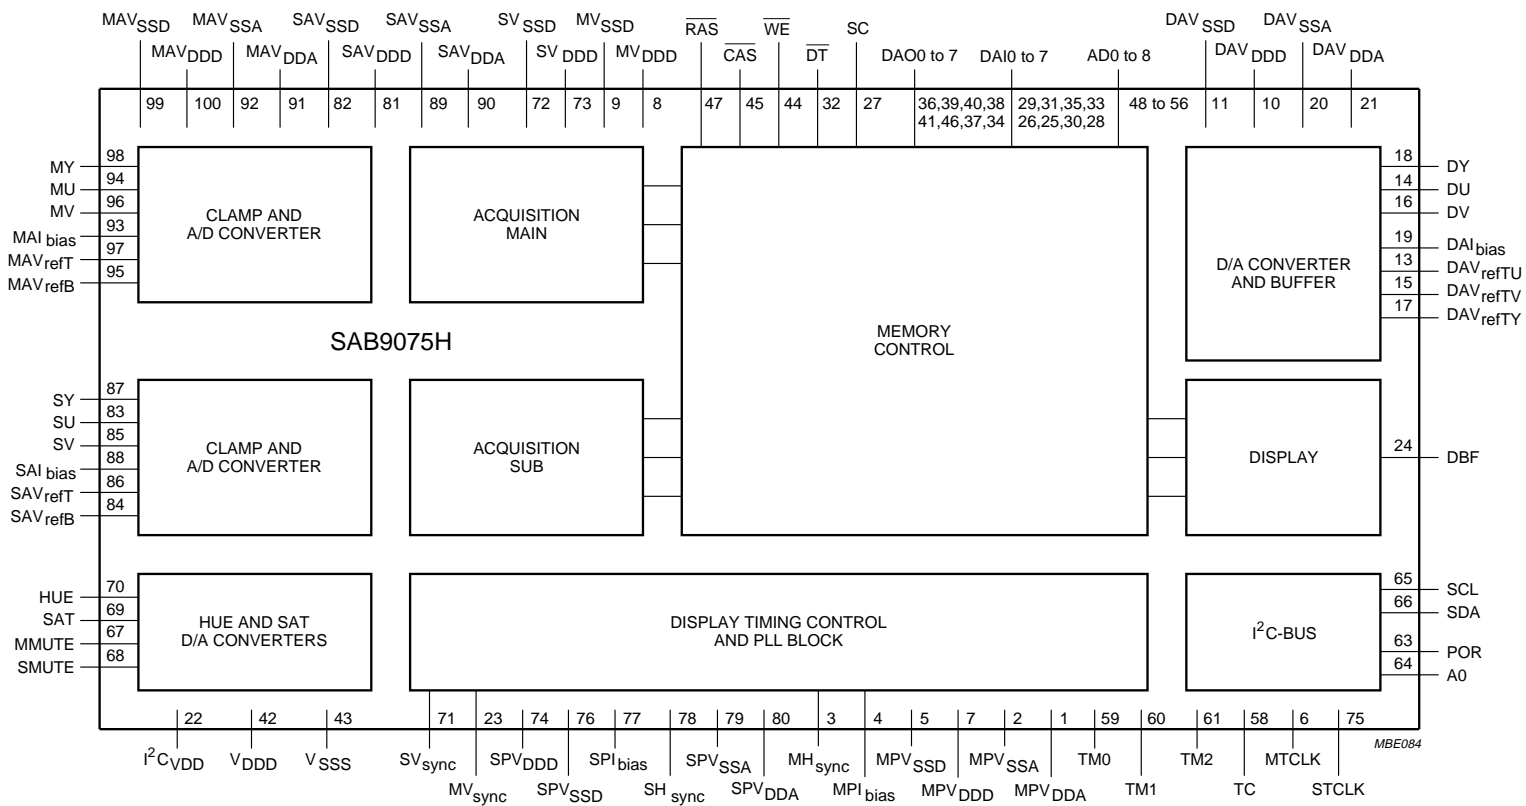 MAVSSD MAVSSA SAVSSD SAVSSA SVSSD MVSSD RAS WE SC DAVSSD DAVSSA
MAVDDD MAVDDA SAVDDD SAVDDA SVDDD MVDDD CAS DT DAO0 to 7 DAI0 to 7 AD0 to 8 DAVDDD DAVDDA
99 100 92 91 82 81 89 90 72 73 9 8 47 45 44 32 27 36,39,40,38 29,31,35,33 48 to 56 11 10 20 21
41,46,37,34 26,25,30,28
MY 98
MU 94
MV 96
MAI bias 93
MAVrefT 97
MAVrefB 95
CLAMP AND
A/D CONVERTER
ACQUISITION
MAIN
MEMORY
CONTROL
D/A CONVERTER
AND BUFFER
18 DY
14 DU
16 DV
19 DAIbias
13 DAVrefTU
15 DAVrefTV
17 DAVrefTY
SAB9075H
SY 87
SU 83
SV 85
SAI bias 88
SAVrefT 86
SAVrefB 84
CLAMP AND
A/D CONVERTER
ACQUISITION
SUB
DISPLAY
24 DBF
HUE 70
SAT 69
MMUTE 67
SMUTE 68
HUE AND SAT
D/A CONVERTERS
DISPLAY TIMING CONTROL
AND PLL BLOCK
I²C-BUS
65 SCL
66 SDA
63 POR
64 A0
22 42 43 71 23 74 76 77 78 79 80 3 4 5 7 2 1 59 60 61 58 6 75
MBE084
I²CVDD VDDD VSSS SVsync SPVDDD SPIbias SPVSSA MHsync MPVSSD MPVSSA TM0 TM2 MTCLK
MVsync SPVSSD SHsync SPVDDA MPIbias MPVDDD MPVDDA TM1 TC STCLK